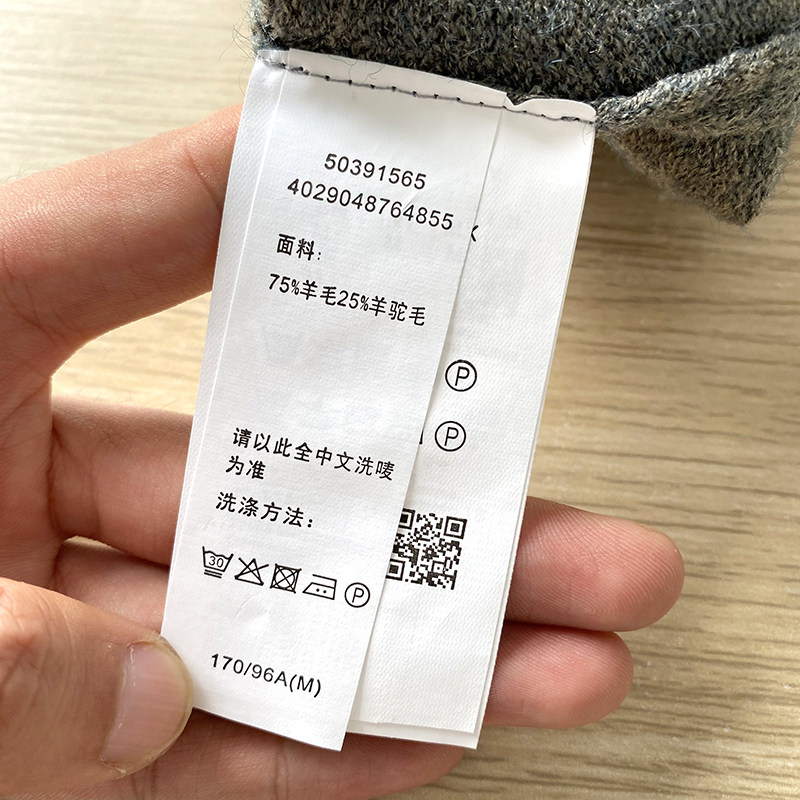 50391565
4029048764855
面料:
75%羊毛25%羊驼毛
请以此全中文洗唛
为准
洗涤方法:
30
P
170/96A(M)
P
P